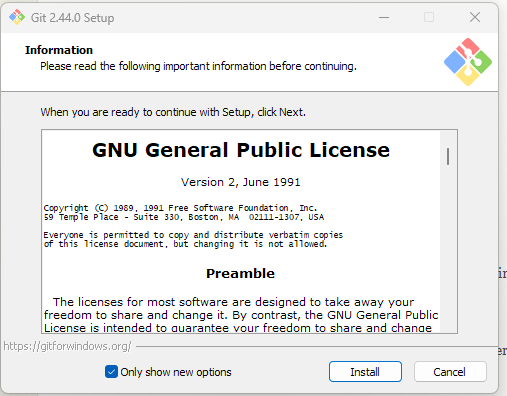 Git 2.44.0 Setup
Information
Please read the following important information before continuing.
When you are ready to continue with Setup, click Next.
GNU General Public License
Version 2, June 1991
Copyright (C) 1989, 1991 Free Software Foundation, Inc.
59 Temple Place - Suite 330, Boston, MA  02111-1307, USA
Everyone is permitted to copy and distribute verbatim copies
of this license document, but changing it is not allowed.
Preamble
The licenses for most software are designed to take away your
freedom to share and change it. By contrast, the GNU General Public
License is intended to guarantee your freedom to share and change
https://gitforwindows.org/
Only show new options
Install
Cancel